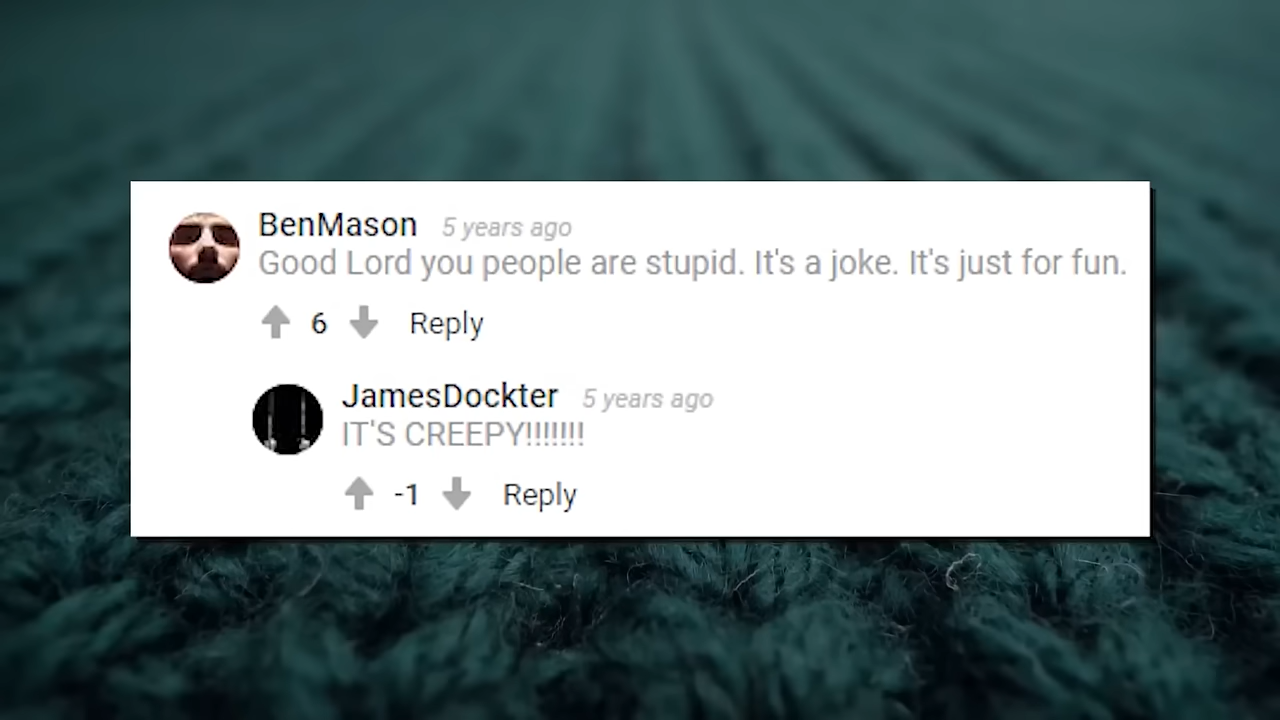 BenMason 5 years ago
Good Lord you people are stupid. It's a joke. It's just for fun.
6 Reply
JamesDockter 5 years ago
IT'S CREEPY!!!!!!!
-1 Reply